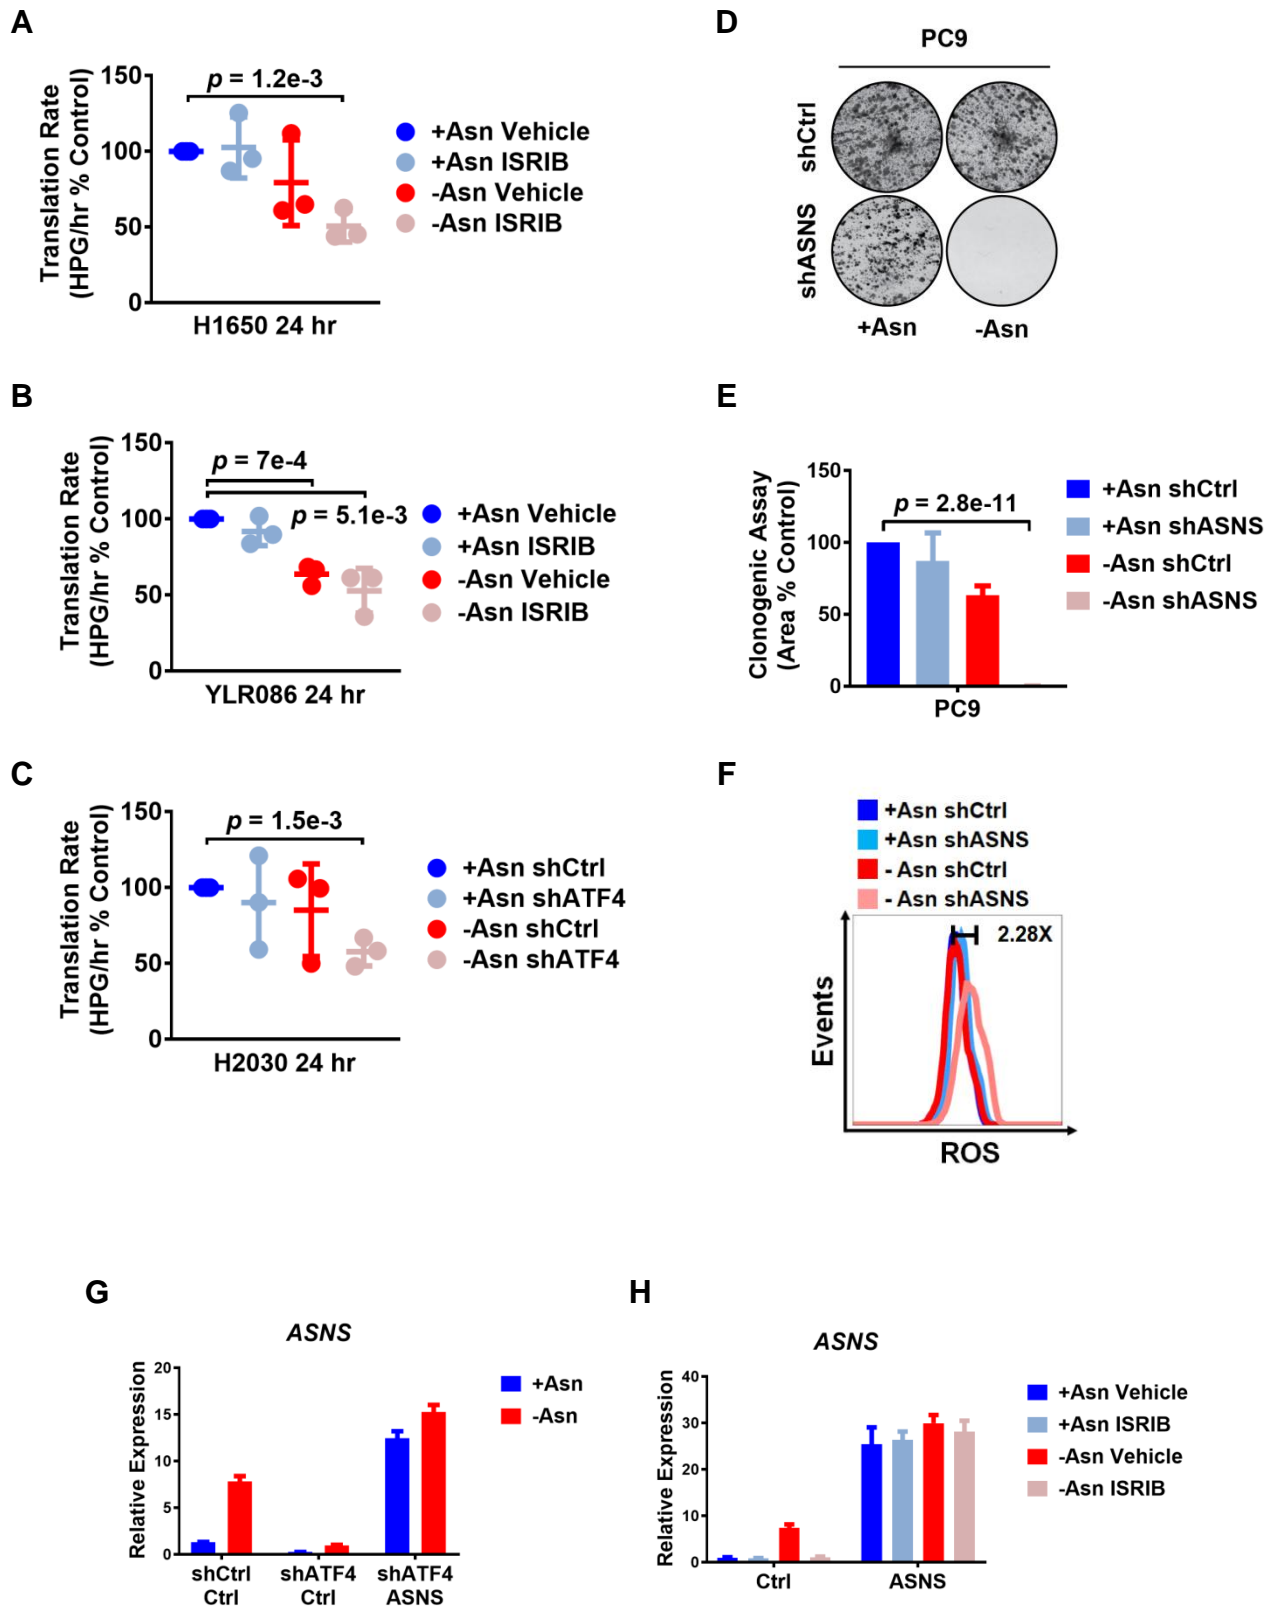 A
Translation Rate
(HPG/hr % Control)
150
100
50
0
p = 1.2e-3
H1650 24 hr
+Asn Vehicle
+Asn ISRIB
-Asn Vehicle
-Asn ISRIB
B
Translation Rate
(HPG/hr % Control)
150
100
50
0
p = 7e-4
p = 5.1e-3
YLR086 24 hr
+Asn Vehicle
+Asn ISRIB
-Asn Vehicle
-Asn ISRIB
C
Translation Rate
(HPG/hr % Control)
150
100
50
0
p = 1.5e-3
H2030 24 hr
+Asn shCtrl
+Asn shATF4
-Asn shCtrl
-Asn shATF4
D
PC9
shCtrl
shASNS
+Asn
-Asn
E
Clonogenic Assay
(Area % Control)
150
100
50
0
p = 2.8e-11
PC9
+Asn shCtrl
+Asn shASNS
-Asn shCtrl
-Asn shASNS
F
+Asn shCtrl
+Asn shASNS
- Asn shCtrl
- Asn shASNS
2.28X
Events
ROS
G
ASNS
Relative Expression
20
15
10
5
0
shCtrl
Ctrl
shATF4
Ctrl
shATF4
ASNS
+Asn
-Asn
H
ASNS
Relative Expression
40
30
20
10
0
Ctrl
ASNS
+Asn Vehicle
+Asn ISRIB
-Asn Vehicle
-Asn ISRIB